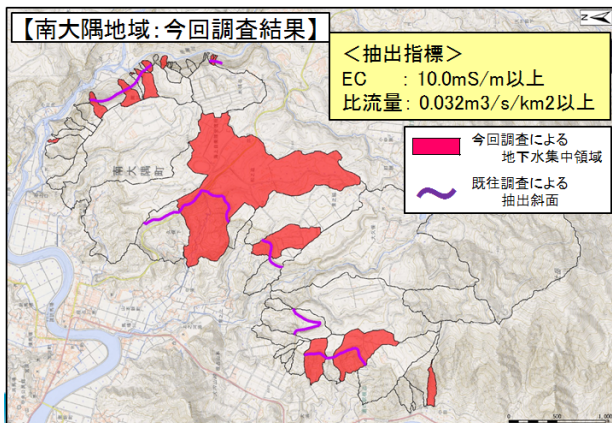 【南大隅地域：今回調査結果】
＜抽出指標＞
EC　　：10.0mS/m以上
比流量：0.032m3/s/km2以上
今回調査による
地下水集中領域
既往調査による
抽出斜面
南大隅町
N